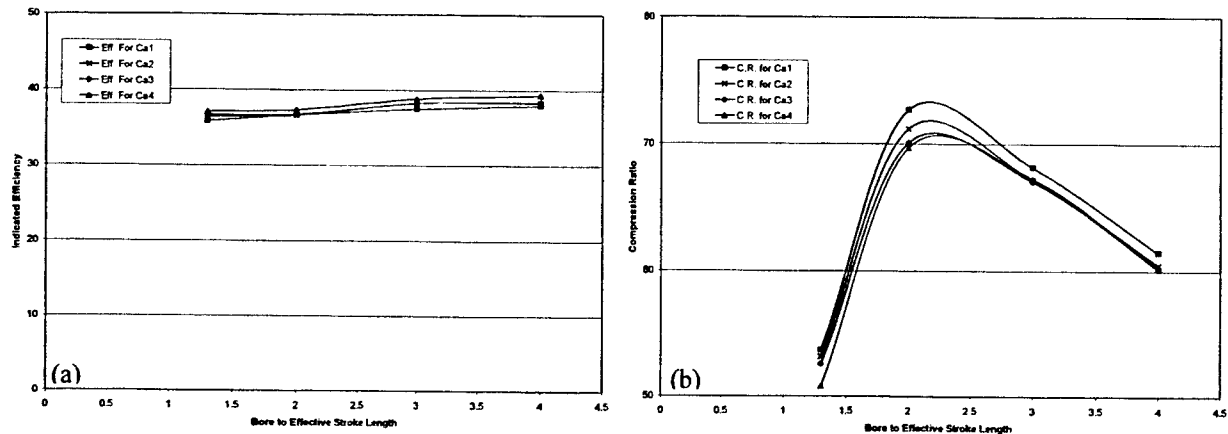 50
40
30
20
10
0
Indicated Efficiency
Eff For Ca1
Eff For Ca2
Eff For Ca3
Eff For Ca4
(a)
0 0.5 1 1.5 2 2.5 3 3.5 4 4.5
Bore to Effective Stroke Length
80
70
60
50
Compression Ratio
C.R. for Ca1
C.R. for Ca2
C.R. for Ca3
C.R. for Ca4
(b)
0 0.5 1 1.5 2 2.5 3 3.5 4 4.5
Bore to Effective Stroke Length